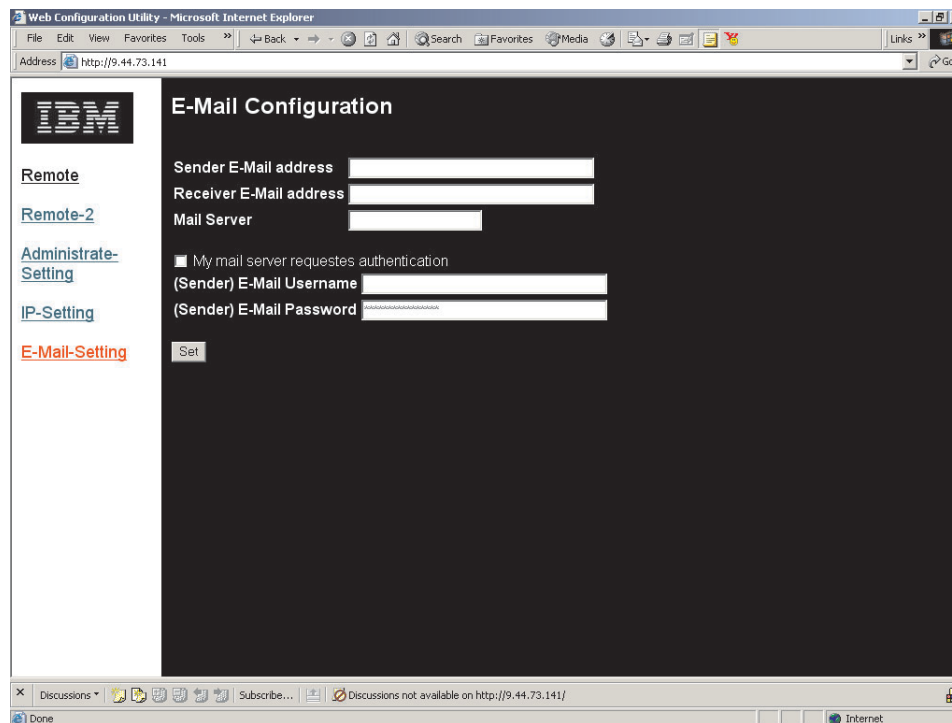 Web Configuration Utility - Microsoft Internet Explorer
File Edit View Favorites Tools » Back Search Favorites Media Links »
Address http://9.44.73.141 Go
IBM
E-Mail Configuration
Sender E-Mail address
Remote
Receiver E-Mail address
Remote-2
Mail Server
Administrate-
Setting
My mail server requestes authentication
(Sender) E-Mail Username
IP-Setting
(Sender) E-Mail Password ***************
E-Mail-Setting
Set
Discussions Subscribe... Discussions not available on http://9.44.73.141/
Done Internet